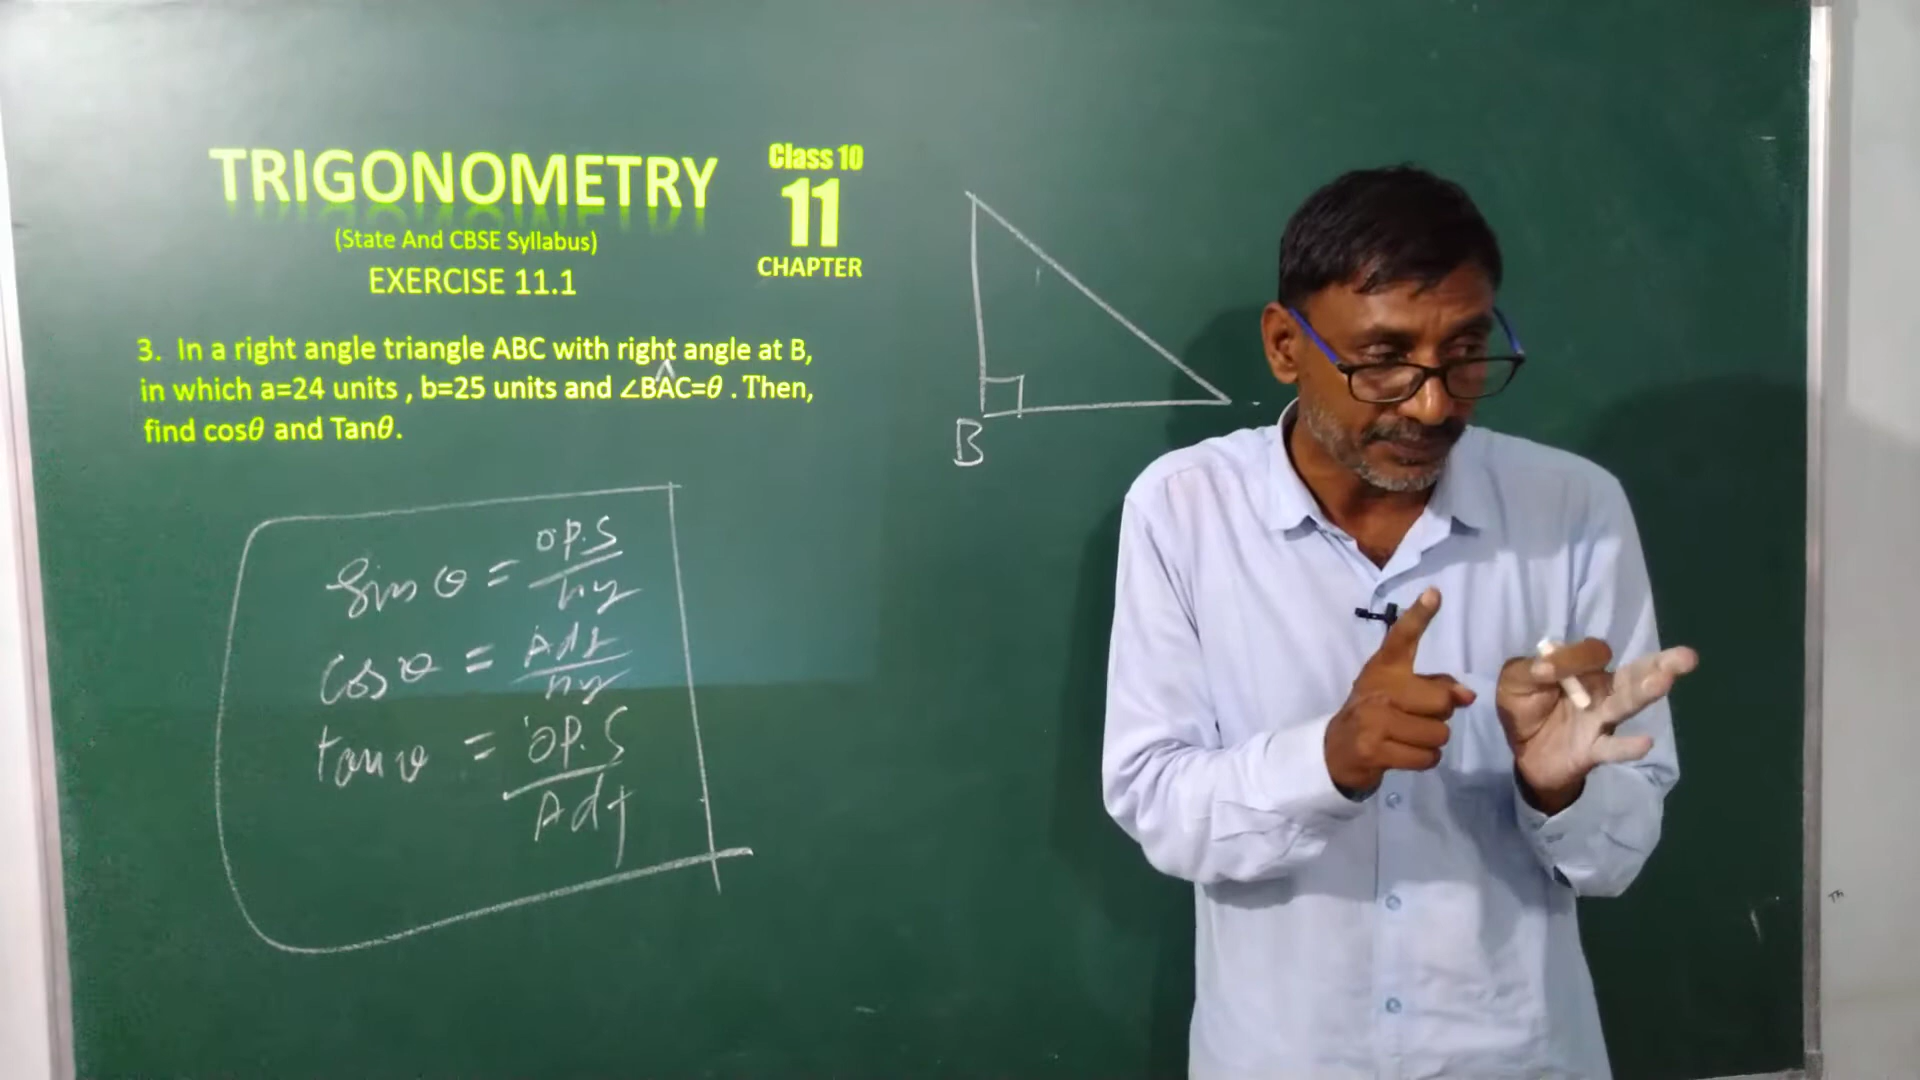 TRIGONOMETRY
(State And CBSE Syllabus)
EXERCISE 11.1
Class 10
11
CHAPTER
3. In a right angle triangle ABC with right angle at B,
in which a=24 units , b=25 units and ∠BAC=θ . Then,
find cosθ and Tanθ.
B
Sin θ = OP.S / hy
Cos θ = Adj / hy
tan θ = OP.S / Adj